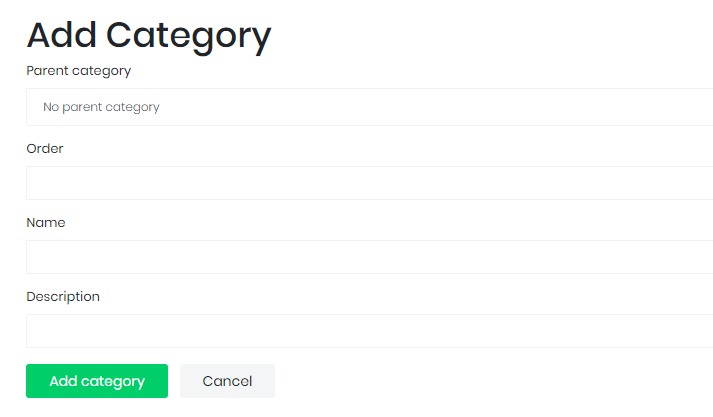 Add Category
Parent category
No parent category
Order
Name
Description
Add category
Cancel